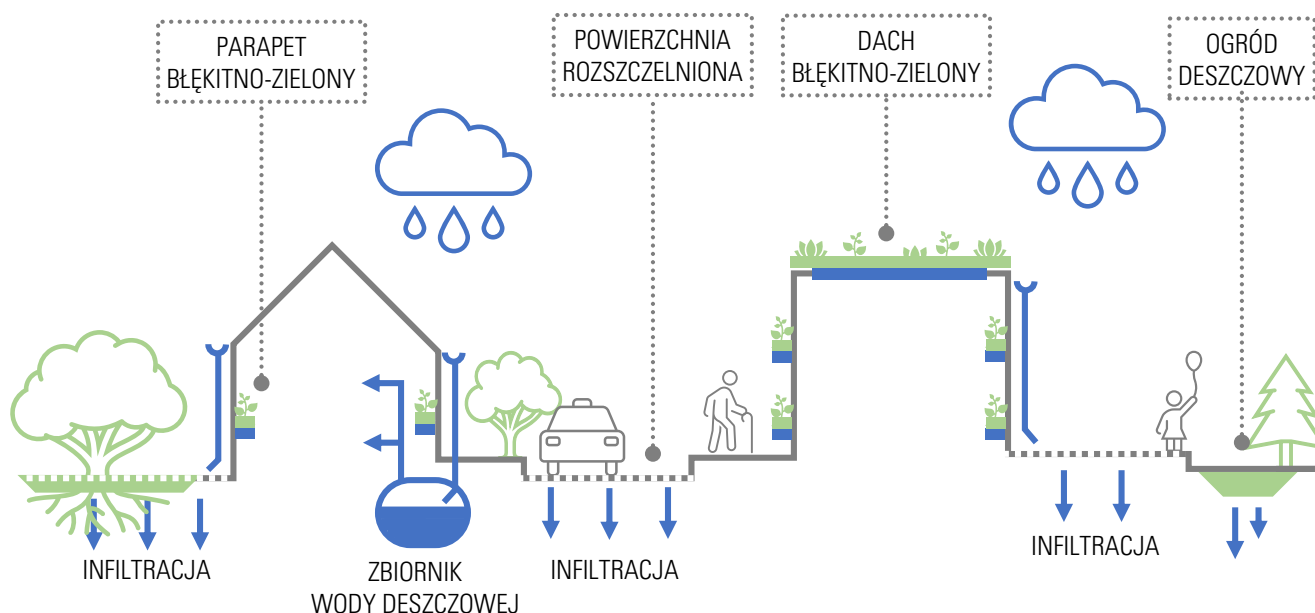 PARAPET
BŁĘKITNO-ZIELONY
POWIERZCHNIA
ROZSZCZELNIONA
DACH
BŁĘKITNO-ZIELONY
OGRÓD
DESZCZOWY
INFILTRACJA
ZBIORNIK
WODY DESZCZOWEJ
INFILTRACJA
INFILTRACJA